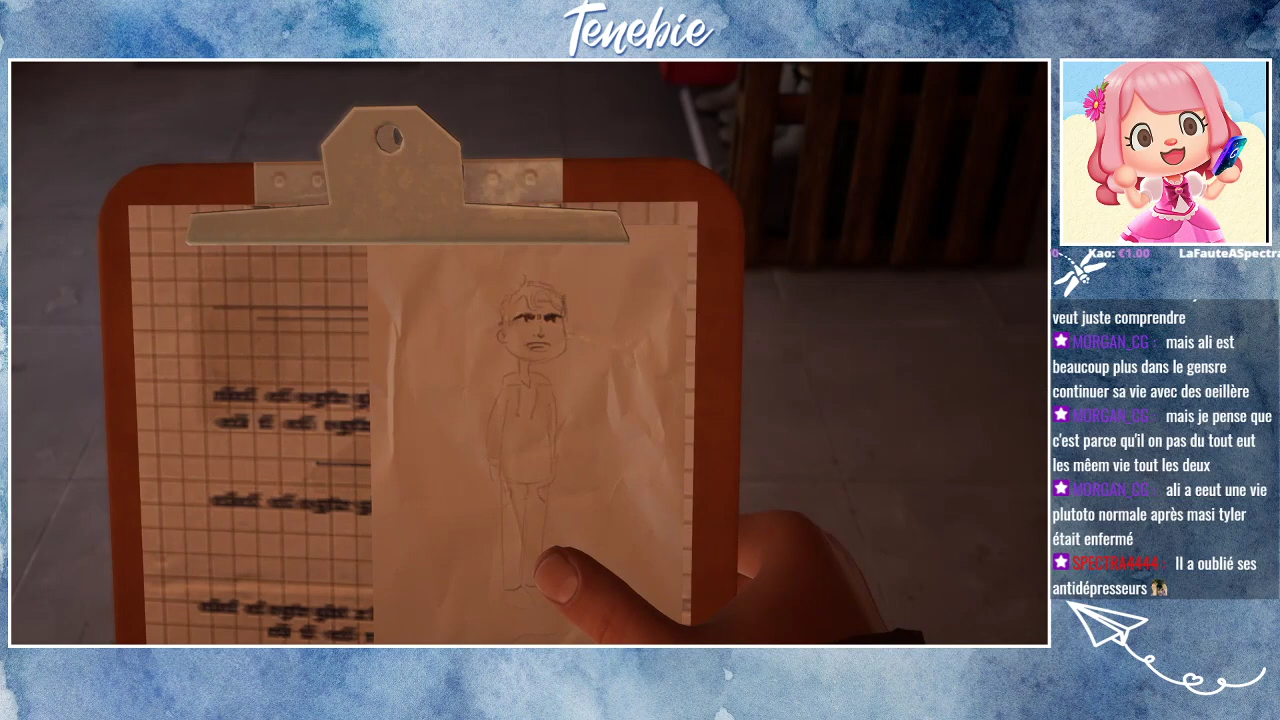 Tenebie
Xao: €1.00 LaFauteASpectra
veut juste comprendre
MORGAN_CG : mais ali est
beaucoup plus dans le gensre
continuer sa vie avec des oeillère
MORGAN_CG : mais je pense que
c'est parce qu'il on pas du tout eut
les mêem vie tout les deux
MORGAN_CG : ali a eeut une vie
plutoto normale après masi tyler
était enfermé
SPECTRA4444 : Il a oublié ses
antidépresseurs